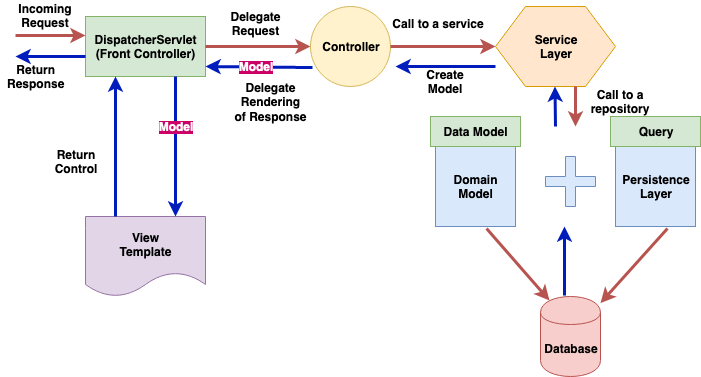 Incoming
Request
DispatcherServlet
(Front Controller)
Return
Response
Delegate
Request
Model
Delegate
Rendering
of Response
Controller
Call to a service
Create
Model
Service
Layer
Call to a
repository
Model
Return
Control
View
Template
Data Model
Domain
Model
Query
Persistence
Layer
Database